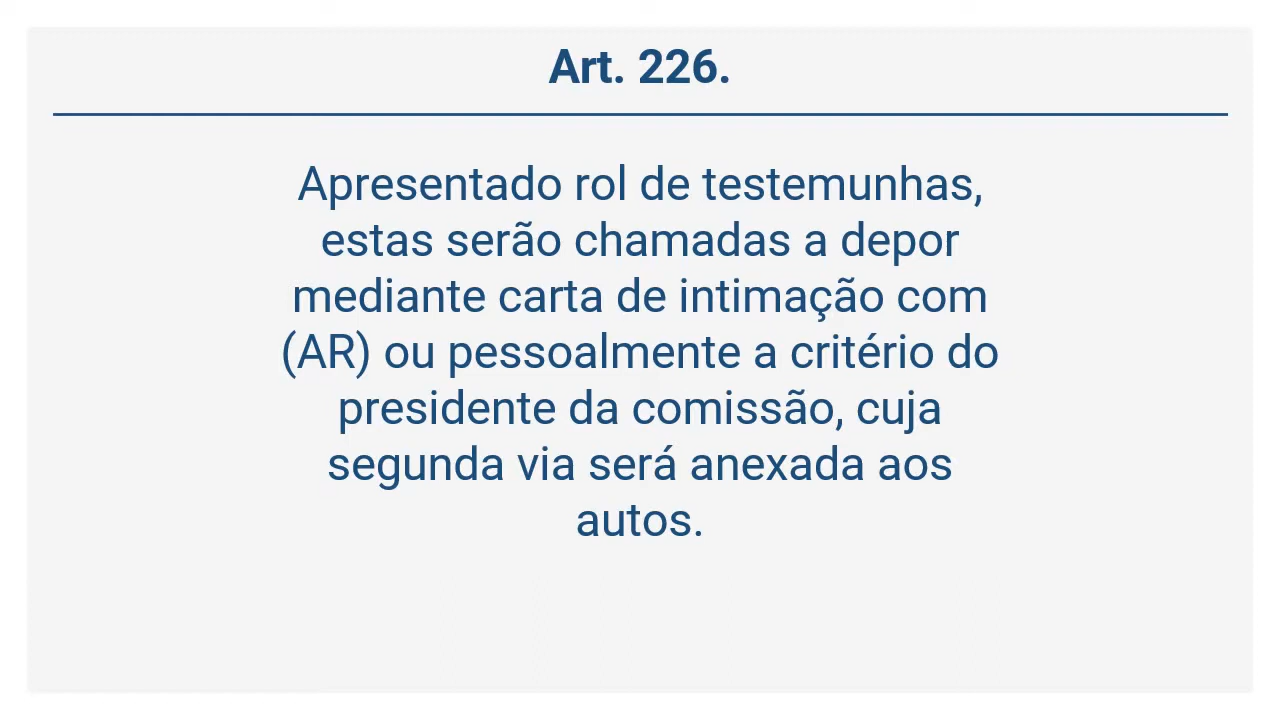 Art. 226.
Apresentado rol de testemunhas,
estas serão chamadas a depor
mediante carta de intimação com
(AR) ou pessoalmente a critério do
presidente da comissão, cuja
segunda via será anexada aos
autos.